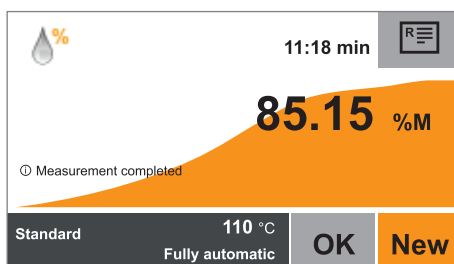 %
11:18 min
R
85.15 %M
ⓘ Measurement completed
Standard
110 °C
Fully automatic
OK
New